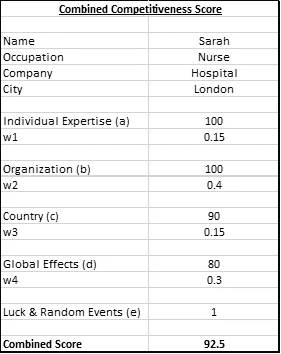 Combined Competitiveness Score
Name Sarah
Occupation Nurse
Company Hospital
City London
Individual Expertise (a) 100
w1 0.15
Organization (b) 100
w2 0.4
Country (c) 90
w3 0.15
Global Effects (d) 80
w4 0.3
Luck & Random Events (e) 1
Combined Score 92.5